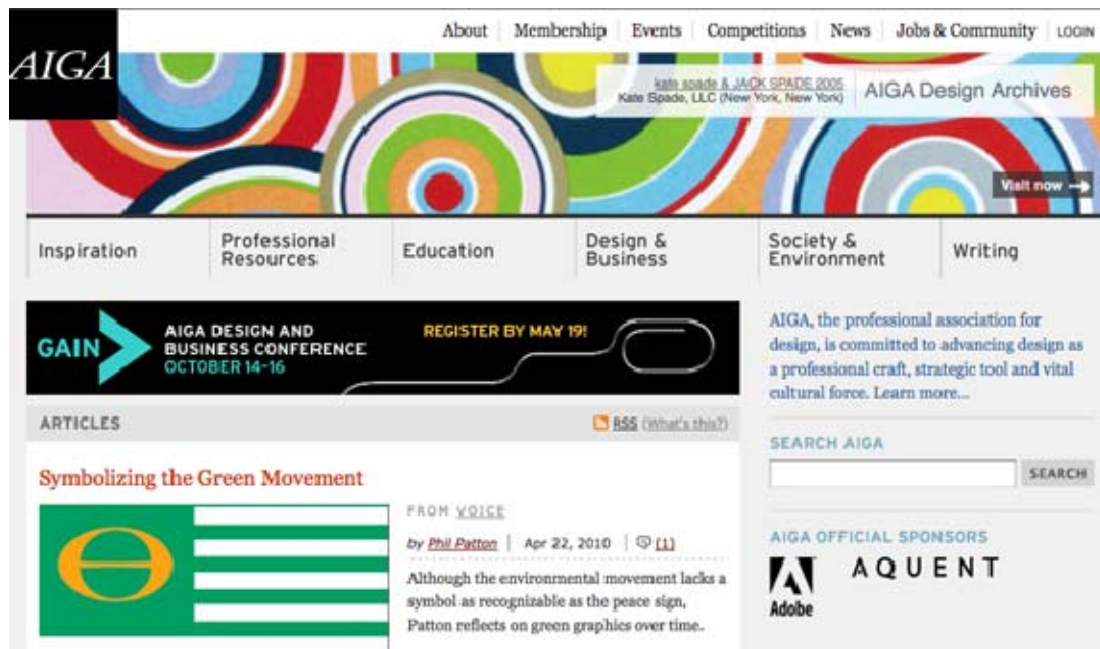 About
Membership
Events
Competitions
News
Jobs & Community
LOGIN
AIGA
kate spade & JACK SPADE 2005
Kate Spade, LLC (New York, New York)
AIGA Design Archives
Visit now
Inspiration
Professional
Resources
Education
Design &
Business
Society &
Environment
Writing
GAIN
AIGA DESIGN AND
BUSINESS CONFERENCE
OCTOBER 14-16
REGISTER BY MAY 19!
AIGA, the professional association for
design, is committed to advancing design as
a professional craft, strategic tool and vital
cultural force. Learn more...
ARTICLES
RSS (What's this?)
SEARCH AIGA
SEARCH
Symbolizing the Green Movement
FROM VOICE
by Phil Patton | Apr 22, 2010 | (1)
Although the environmental movement lacks a
symbol as recognizable as the peace sign,
Patton reflects on green graphics over time..
AIGA OFFICIAL SPONSORS
Adobe
AQUENT